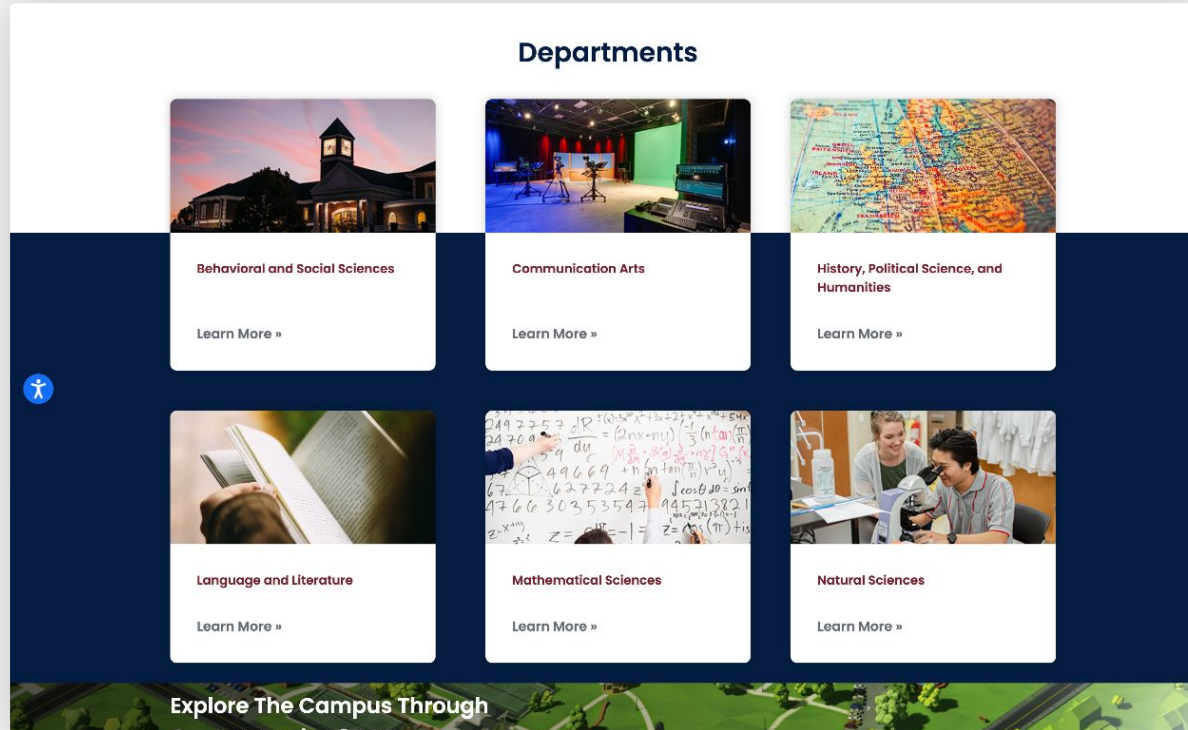 Departments
Behavioral and Social Sciences
Learn More »
Communication Arts
Learn More »
History, Political Science, and
Humanities
Learn More »
Language and Literature
Learn More »
Mathematical Sciences
Learn More »
Natural Sciences
Learn More »
Explore The Campus Through